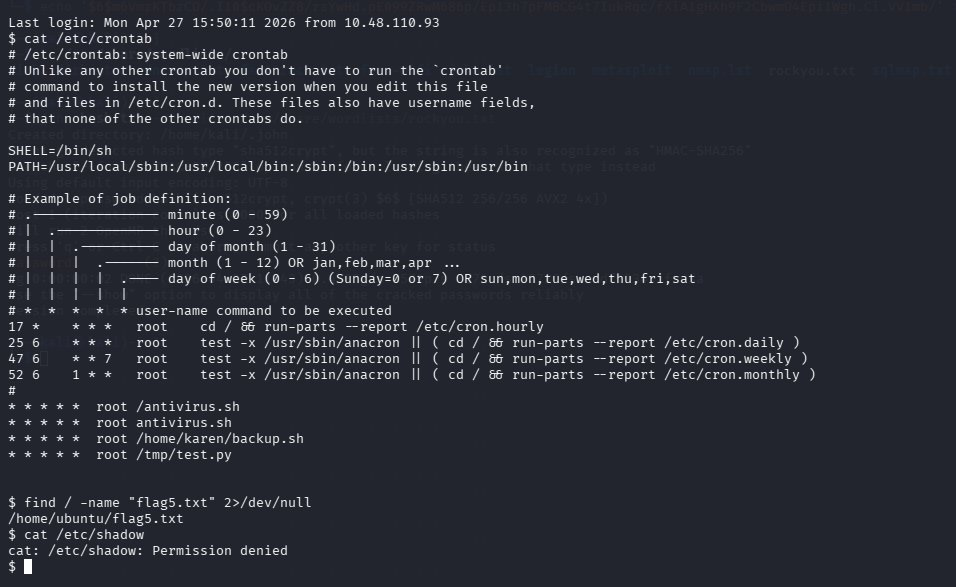 Last login: Mon Apr 27 15:50:11 2026 from 10.48.110.93
$ cat /etc/crontab
# /etc/crontab: system-wide crontab
# Unlike any other crontab you don't have to run the `crontab'
# command to install the new version when you edit this file
# and files in /etc/cron.d. These files also have username fields,
# that none of the other crontabs do.
SHELL=/bin/sh
PATH=/usr/local/sbin:/usr/local/bin:/sbin:/bin:/usr/sbin:/usr/bin
# Example of job definition:
# .---------------- minute (0 - 59)
# |  .------------- hour (0 - 23)
# |  |  .---------- day of month (1 - 31)
# |  |  |  .------- month (1 - 12) OR jan,feb,mar,apr ...
# |  |  |  |  .---- day of week (0 - 6) (Sunday=0 or 7) OR sun,mon,tue,wed,thu,fri,sat
# |  |  |  |  |
# *  *  *  *  * user-name command to be executed
17 *    * * *   root    cd / && run-parts --report /etc/cron.hourly
25 6    * * *   root    test -x /usr/sbin/anacron || ( cd / && run-parts --report /etc/cron.daily )
47 6    * * 7   root    test -x /usr/sbin/anacron || ( cd / && run-parts --report /etc/cron.weekly )
52 6    1 * *   root    test -x /usr/sbin/anacron || ( cd / && run-parts --report /etc/cron.monthly )
#
* * * * *  root /antivirus.sh
* * * * *  root antivirus.sh
* * * * *  root /home/karen/backup.sh
* * * * *  root /tmp/test.py
$ find / -name "flag5.txt" 2>/dev/null
/home/ubuntu/flag5.txt
$ cat /etc/shadow
cat: /etc/shadow: Permission denied
$